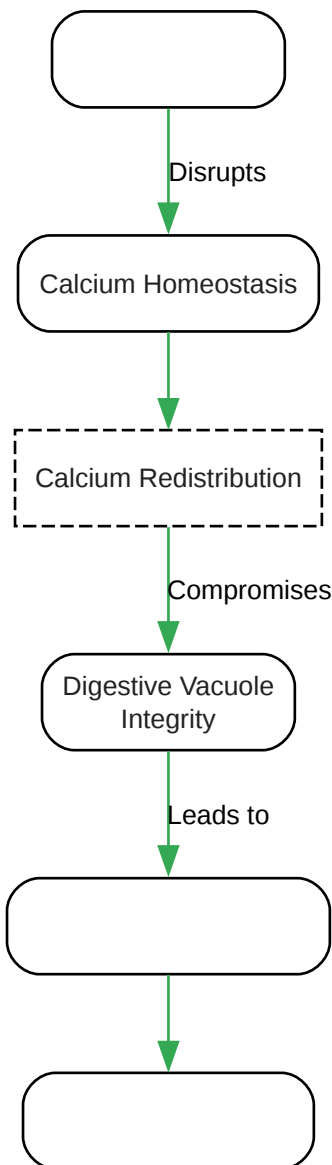 Disrupts
Calcium Homeostasis
Calcium Redistribution
Compromises
Digestive Vacuole
Integrity
Leads to